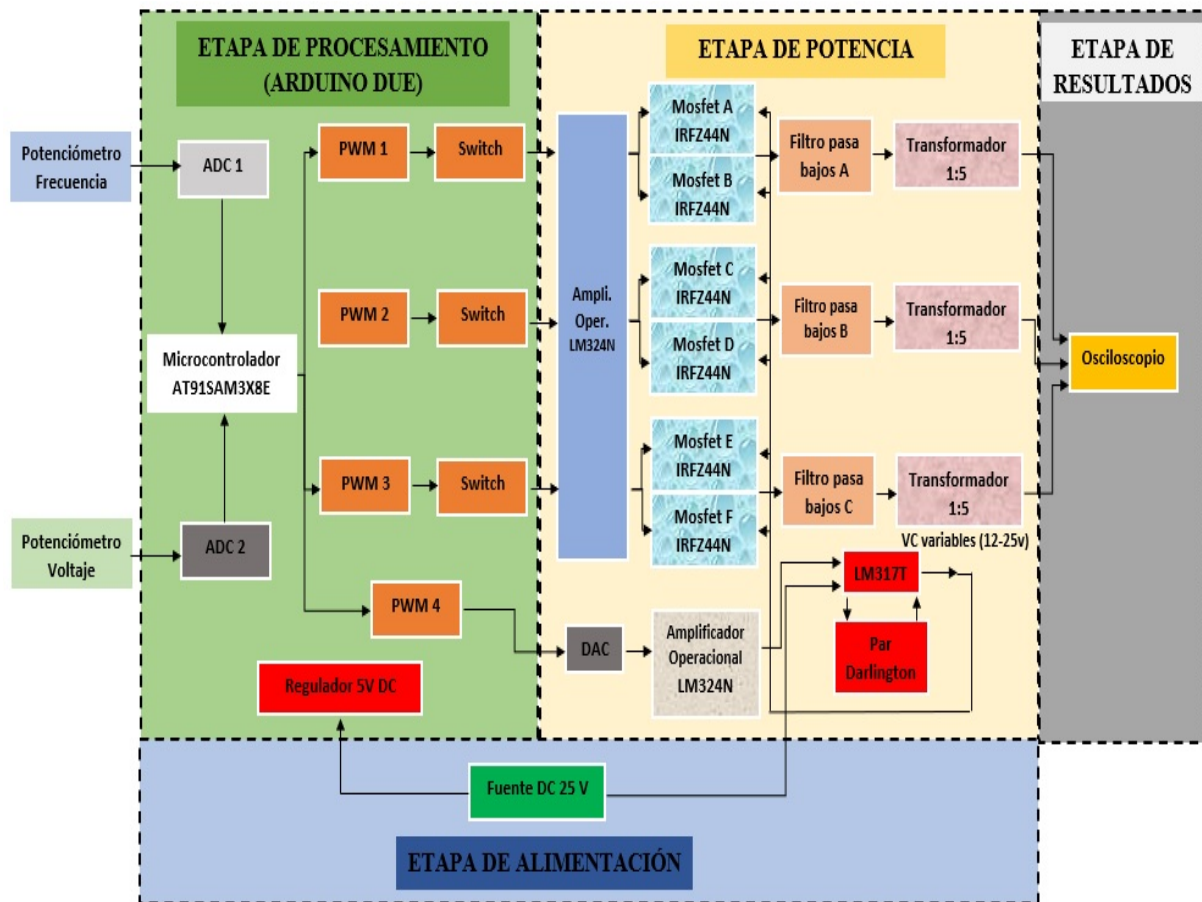 ETAPA DE PROCESAMIENTO
(ARDUINO DUE)
ETAPA DE POTENCIA
ETAPA DE
RESULTADOS
Potenciómetro
Frecuencia
ADC 1
PWM 1
Switch
Mosfet A
IRFZ44N
Mosfet B
IRFZ44N
Filtro pasa
bajos A
Transformador
1:5
PWM 2
Switch
Ampli.
Oper.
LM324N
Mosfet C
IRFZ44N
Mosfet D
IRFZ44N
Filtro pasa
bajos B
Transformador
1:5
Osciloscopio
Microcontrolador
AT91SAM3X8E
PWM 3
Switch
Mosfet E
IRFZ44N
Mosfet F
IRFZ44N
Filtro pasa
bajos C
Transformador
1:5
VC variables (12-25v)
Potenciómetro
Voltaje
ADC 2
PWM 4
DAC
Amplificador
Operacional
LM324N
LM317T
Par
Darlington
Regulador 5V DC
Fuente DC 25 V
ETAPA DE ALIMENTACIÓN